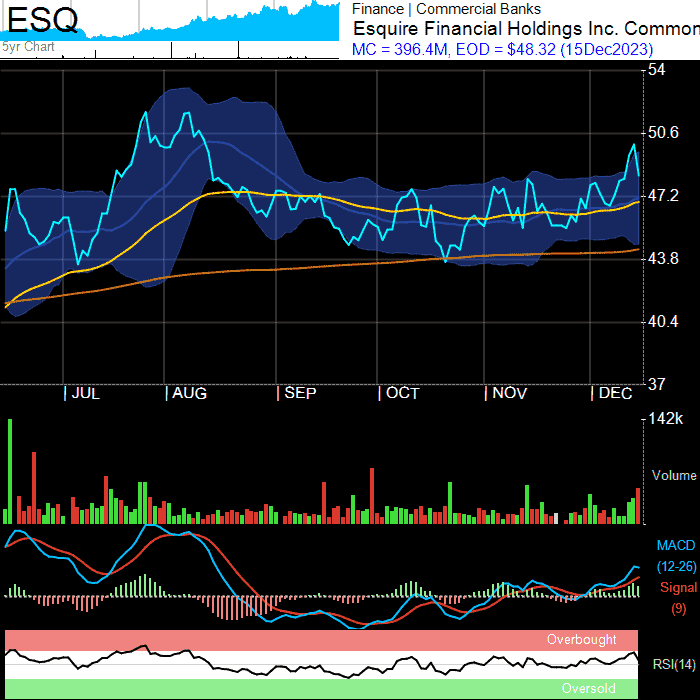 ESQ
5yr Chart
Finance | Commercial Banks
Esquire Financial Holdings Inc. Common
MC = 396.4M, EOD = $48.32 (15Dec2023)
54
50.6
47.2
43.8
40.4
37
JUL
AUG
SEP
OCT
NOV
DEC
142k
Volume
MACD
(12-26)
Signal
(9)
Overbought
RSI(14)
Oversold